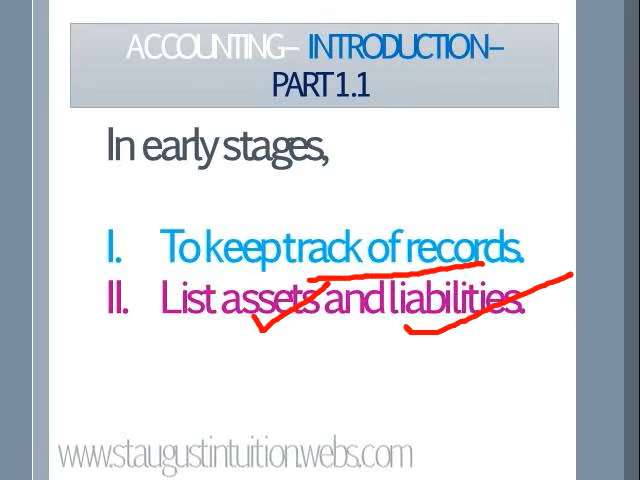 ACCOUNTING– INTRODUCTION–
PART 1.1
In early stages,
I. To keep track of records.
II. List assets and liabilities.
www.staugustintuition.webs.com